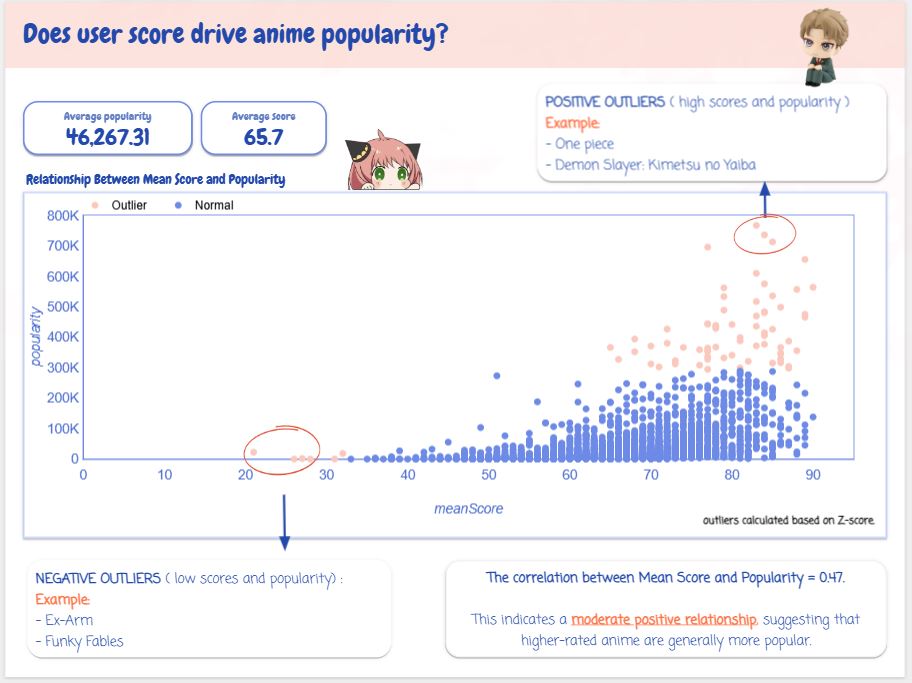 Does user score drive anime popularity?
Average popularity
46,267.31
Average score
65.7
POSITIVE OUTLIERS ( high scores and popularity )
Example:
- One piece
- Demon Slayer: Kimetsu no Yaiba
Relationship Between Mean Score and Popularity
Outlier
Normal
800K
700K
600K
500K
400K
300K
200K
100K
0
popularity
0 10 20 30 40 50 60 70 80 90
meanScore
outliers calculated based on Z-score.
NEGATIVE OUTLIERS ( low scores and popularity) :
Example:
- Ex-Arm
- Funky Fables
The correlation between Mean Score and Popularity = 0.47.
This indicates a moderate positive relationship, suggesting that
higher-rated anime are generally more popular.